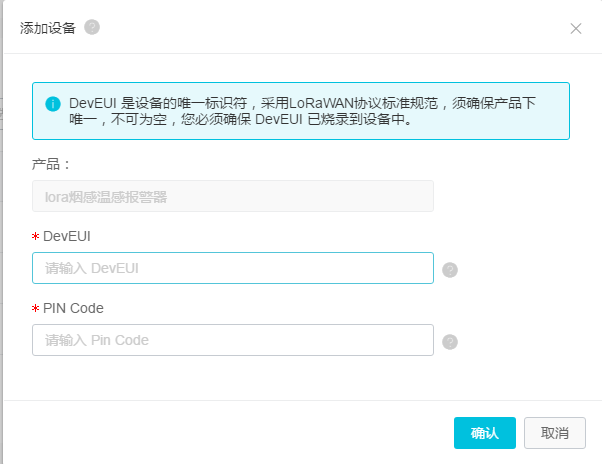 添加设备 ?
DevEUI 是设备的唯一标识符，采用LoRaWAN协议标准规范，须确保产品下
唯一，不可为空，您必须确保 DevEUI 已烧录到设备中。
产品：
lora烟感温感报警器
* DevEUI
请输入 DevEUI
?
* PIN Code
请输入 Pin Code
?
确认
取消